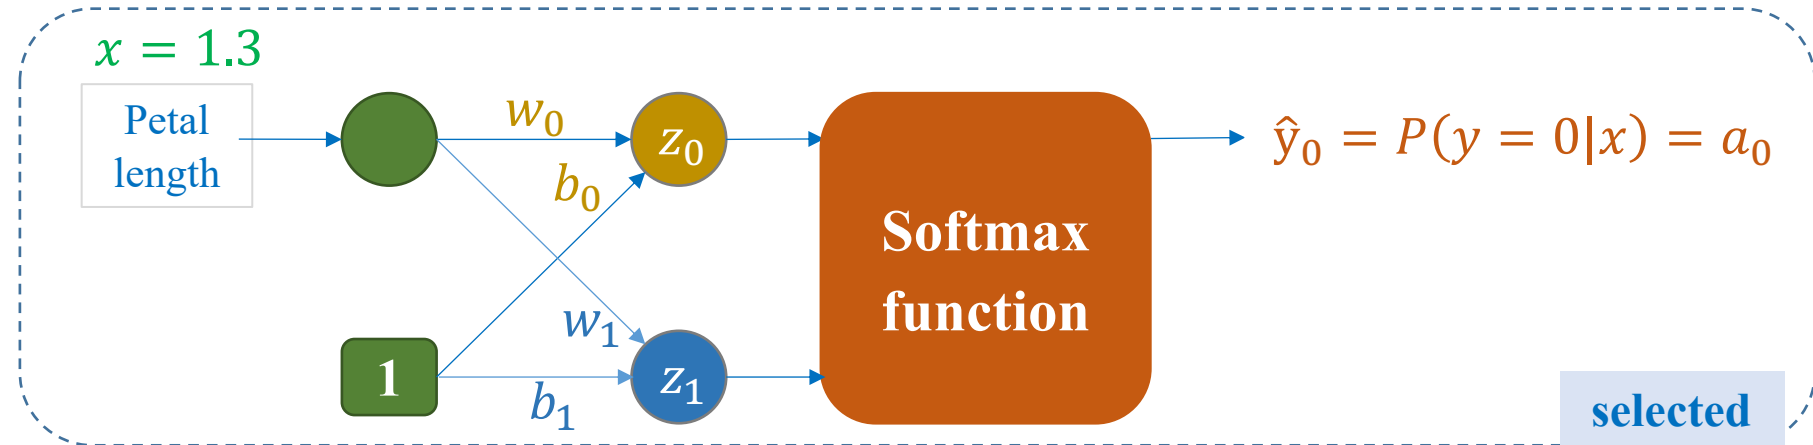 x = 1.3
Petal
length
w₀
z₀
b₀
ŷ₀ = P(y = 0|x) = a₀
Softmax
function
w₁
1
b₁
z₁
selected